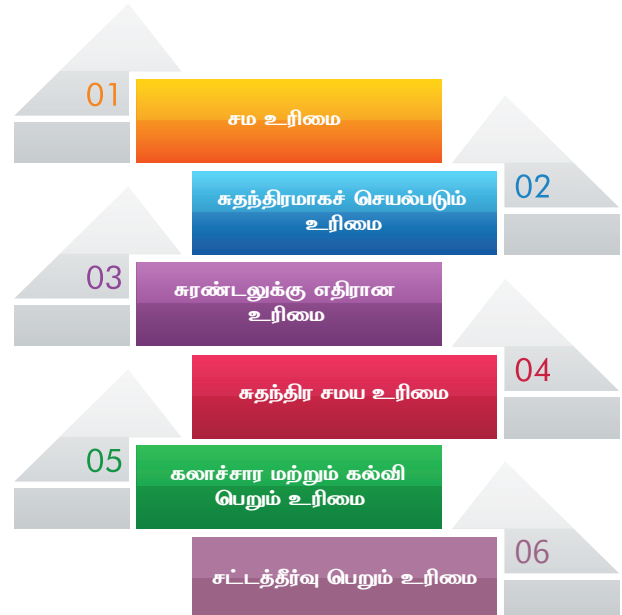 01
சம உரிமை
02
சுதந்திரமாகச் செயல்படும்
உரிமை
03
சுரண்டலுக்கு எதிரான
உரிமை
04
சுதந்திர சமய உரிமை
05
கலாச்சார மற்றும் கல்வி
பெறும் உரிமை
06
சட்டத்தீர்வு பெறும் உரிமை